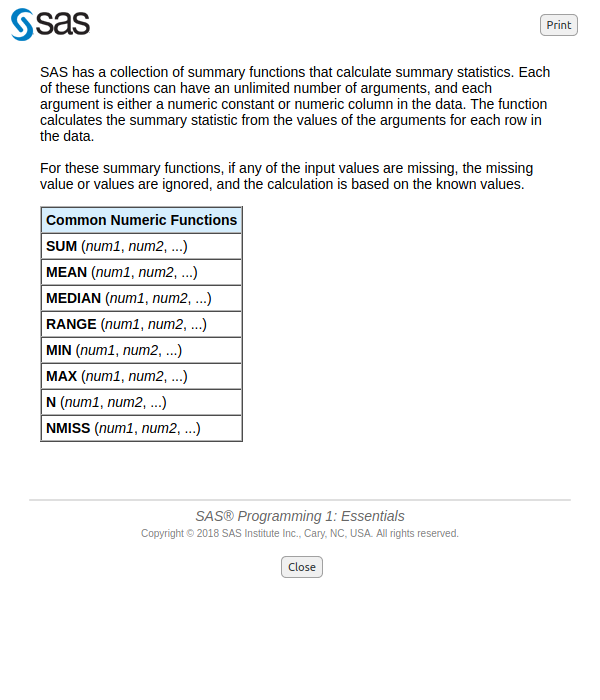 sas
Print
SAS has a collection of summary functions that calculate summary statistics. Each
of these functions can have an unlimited number of arguments, and each
argument is either a numeric constant or numeric column in the data. The function
calculates the summary statistic from the values of the arguments for each row in
the data.
For these summary functions, if any of the input values are missing, the missing
value or values are ignored, and the calculation is based on the known values.
Common Numeric Functions
SUM (num1, num2, ...)
MEAN (num1, num2, ...)
MEDIAN (num1, num2, ...)
RANGE (num1, num2, ...)
MIN (num1, num2, ...)
MAX (num1, num2, ...)
N (num1, num2, ...)
NMISS (num1, num2, ...)
SAS® Programming 1: Essentials
Copyright © 2018 SAS Institute Inc., Cary, NC, USA. All rights reserved.
Close